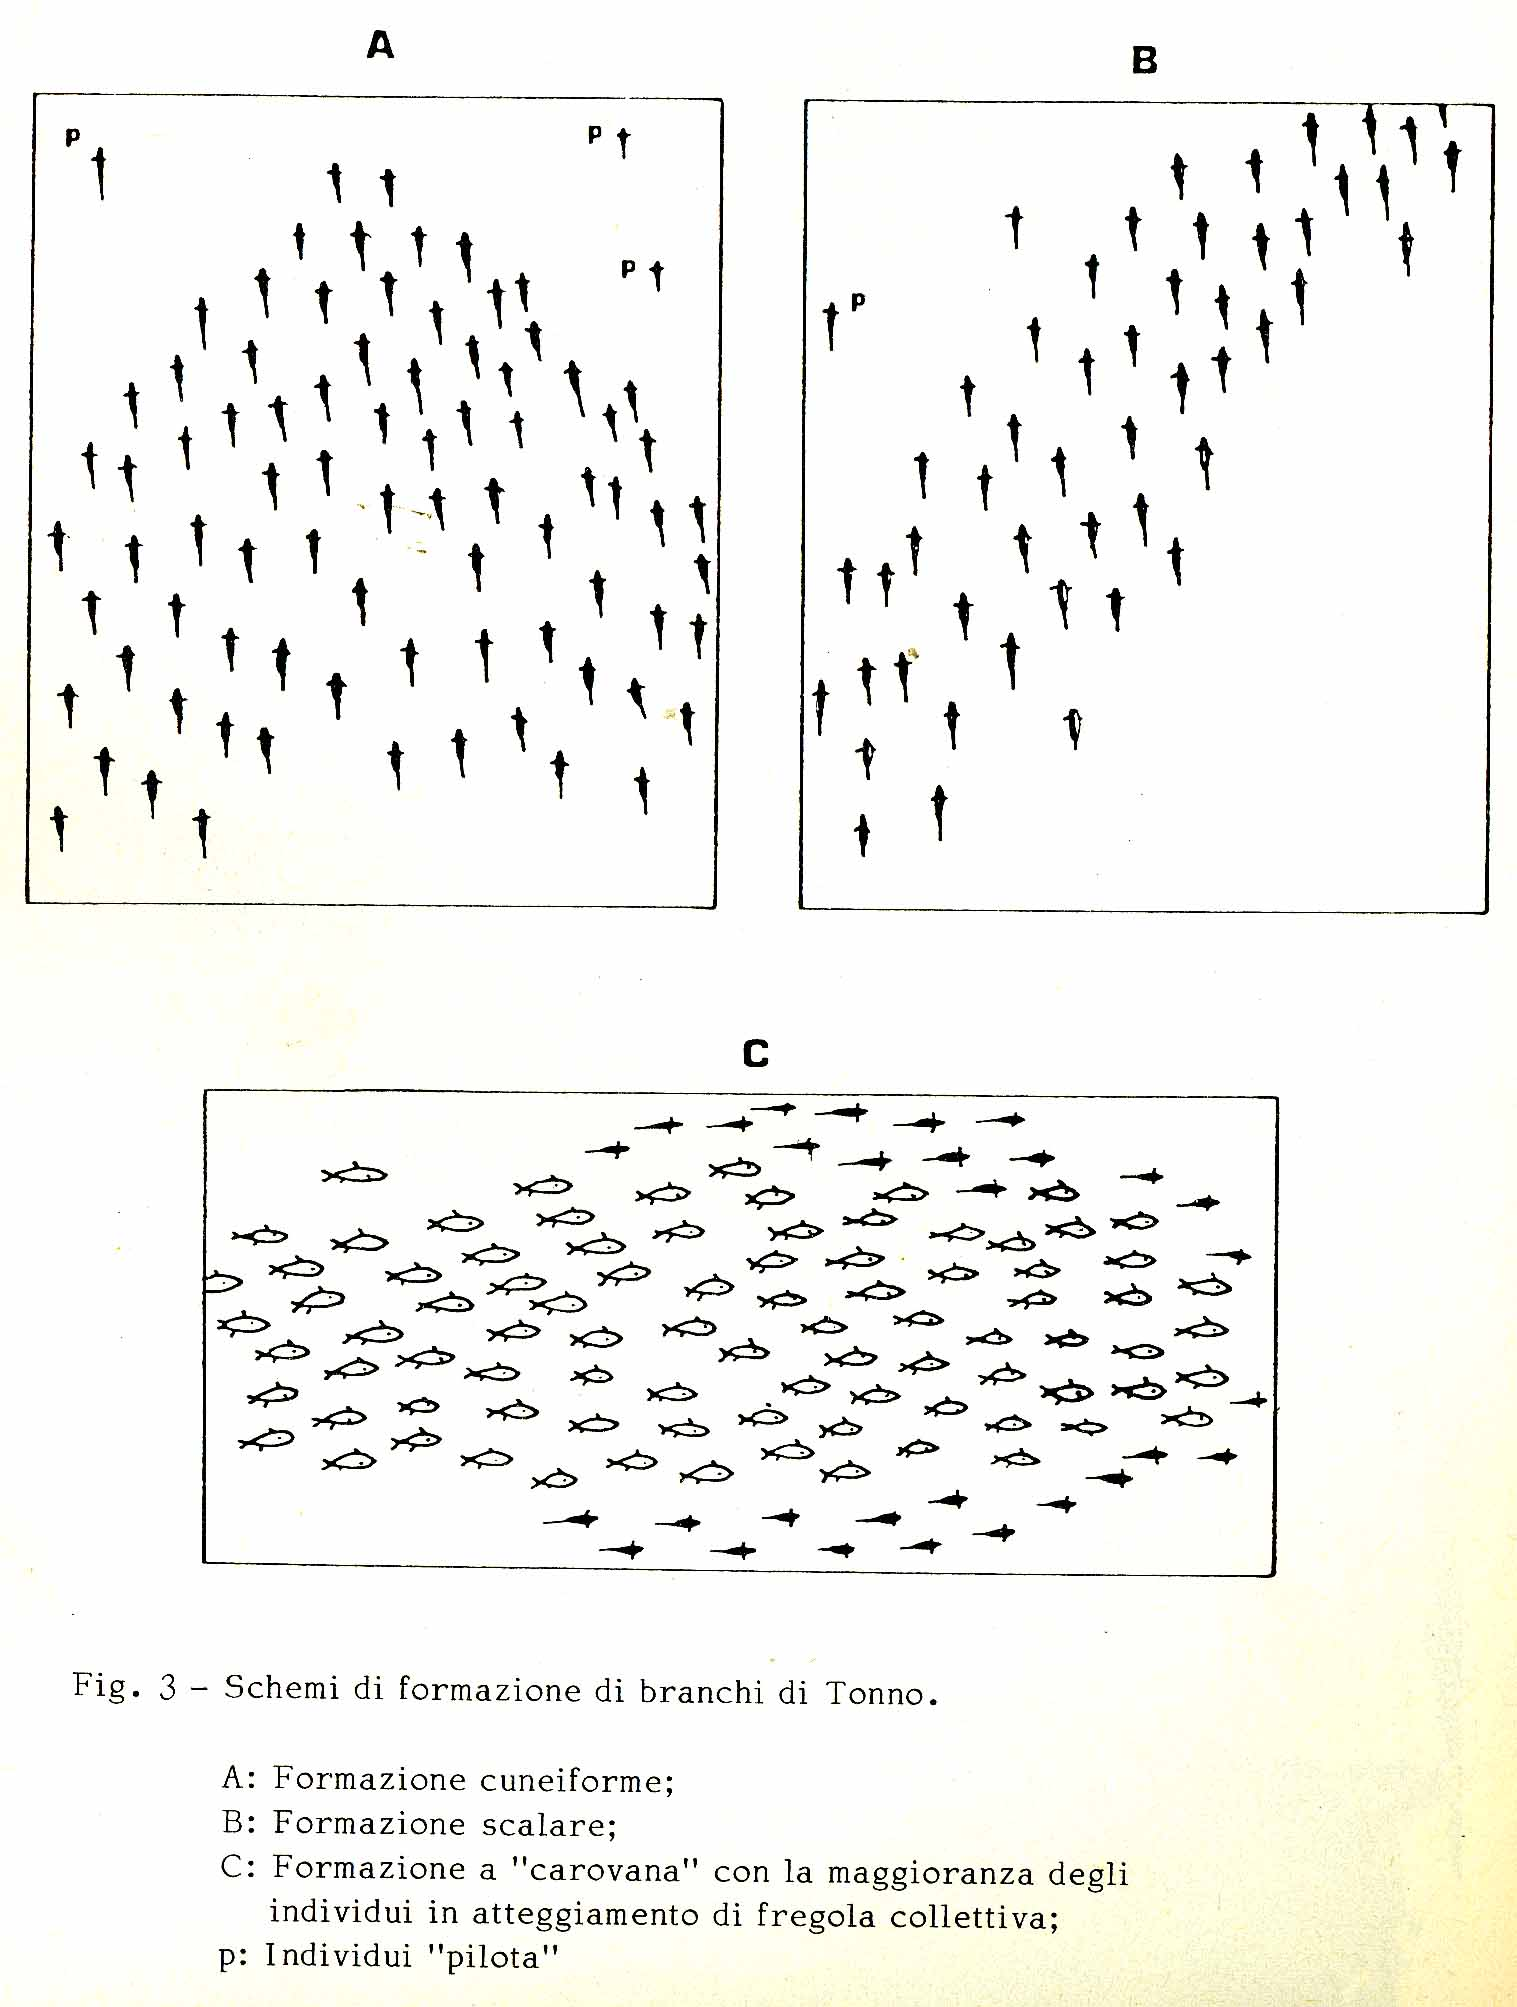 A
B
p
p
p
p
C
Fig. 3 - Schemi di formazione di branchi di Tonno.
A: Formazione cuneiforme;
B: Formazione scalare;
C: Formazione a "carovana" con la maggioranza degli
individui in atteggiamento di fregola collettiva;
p: Individui "pilota"